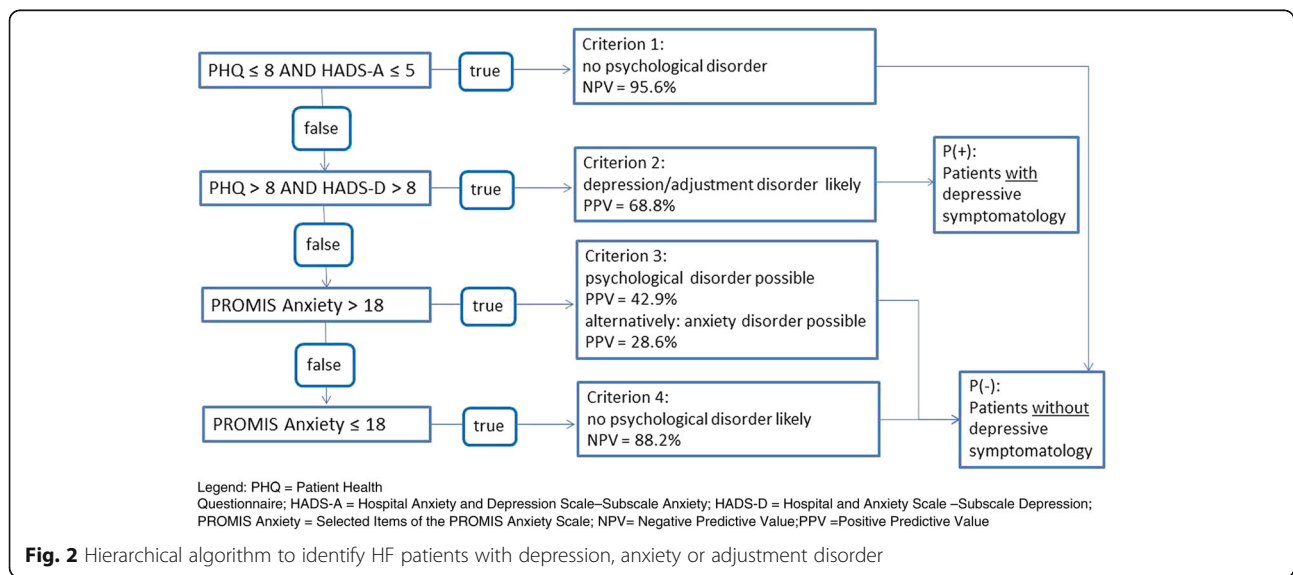 PHQ ≤ 8 AND HADS-A ≤ 5
true
Criterion 1:
no psychological disorder
NPV = 95.6%
false
PHQ > 8 AND HADS-D > 8
true
Criterion 2:
depression/adjustment disorder likely
PPV = 68.8%
P(+):
Patients with
depressive
symptomatology
false
PROMIS Anxiety > 18
true
Criterion 3:
psychological disorder possible
PPV = 42.9%
alternatively: anxiety disorder possible
PPV = 28.6%
false
PROMIS Anxiety ≤ 18
true
Criterion 4:
no psychological disorder likely
NPV = 88.2%
P(-):
Patients without
depressive
symptomatology
Legend: PHQ = Patient Health
Questionnaire; HADS-A = Hospital Anxiety and Depression Scale–Subscale Anxiety; HADS-D = Hospital and Anxiety Scale –Subscale Depression;
PROMIS Anxiety = Selected Items of the PROMIS Anxiety Scale; NPV= Negative Predictive Value;PPV =Positive Predictive Value
Fig. 2 Hierarchical algorithm to identify HF patients with depression, anxiety or adjustment disorder